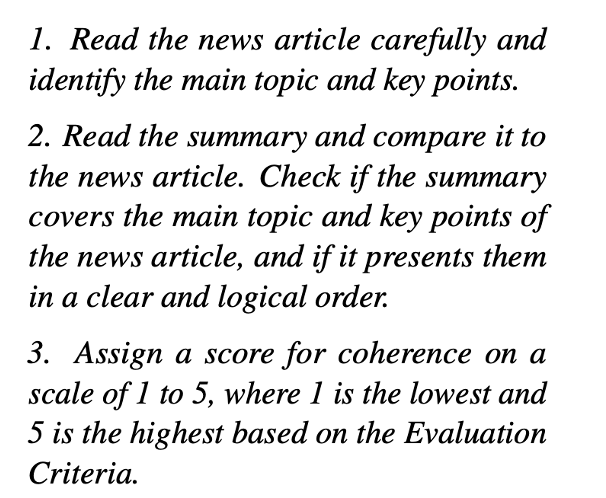 1. Read the news article carefully and
identify the main topic and key points.
2. Read the summary and compare it to
the news article. Check if the summary
covers the main topic and key points of
the news article, and if it presents them
in a clear and logical order.
3. Assign a score for coherence on a
scale of 1 to 5, where 1 is the lowest and
5 is the highest based on the Evaluation
Criteria.